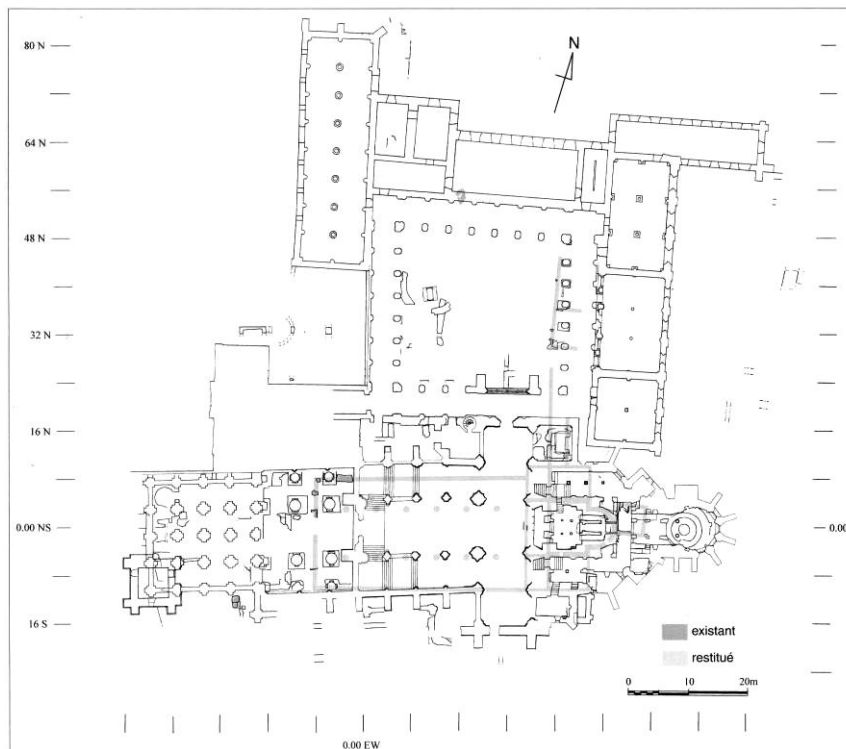 80 N
N
64 N
48 N
32 N
16 N
0.00 NS
0.00
16 S
existant
restitué
0 10 20m
0.00 EW